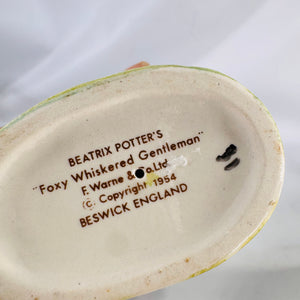 BEATRIX POTTER'S
"Foxy Whiskered Gentleman"
F. Warne & Co. Ltd.
© Copyright 1954
BESWICK ENGLAND